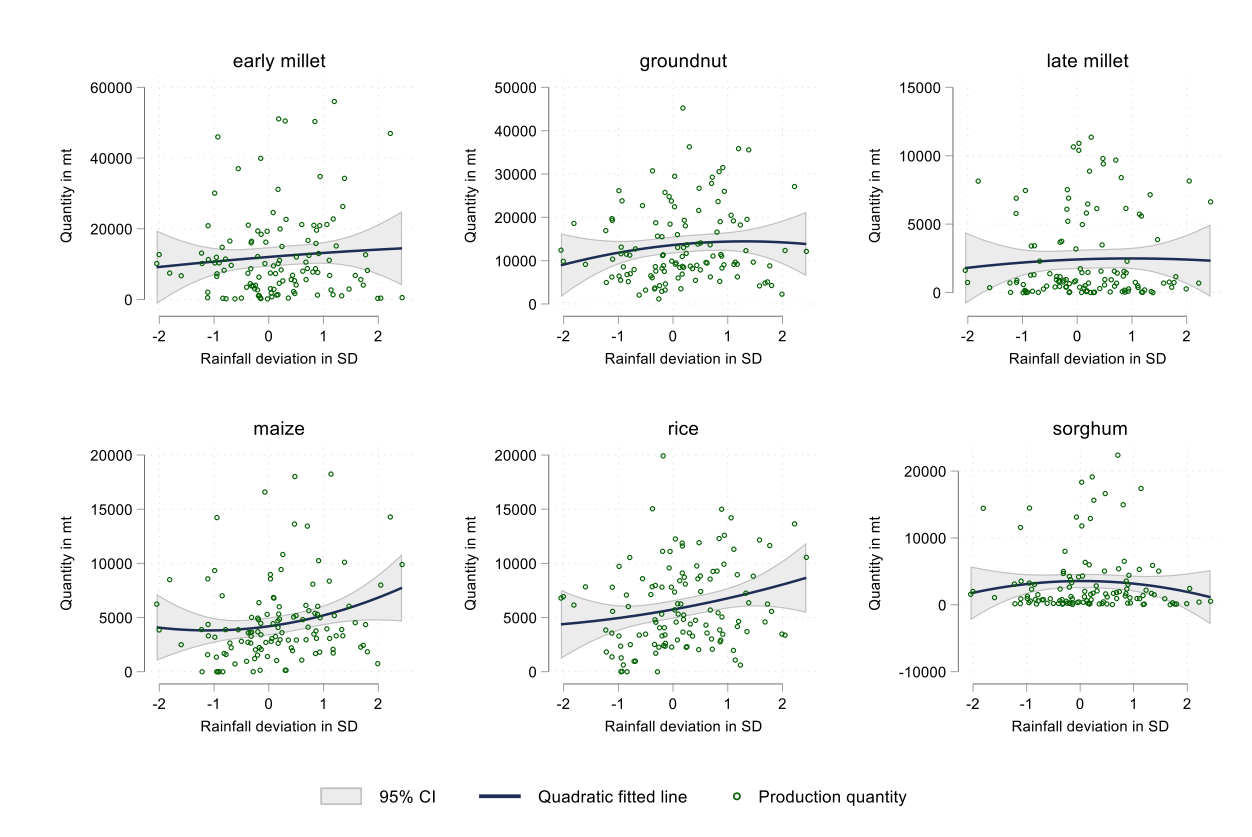 early millet
60000
40000
20000
0
Quantity in mt
-2 -1 0 1 2
Rainfall deviation in SD
groundnut
50000
40000
30000
20000
10000
0
Quantity in mt
-2 -1 0 1 2
Rainfall deviation in SD
late millet
15000
10000
5000
0
Quantity in mt
-2 -1 0 1 2
Rainfall deviation in SD
maize
20000
15000
10000
5000
0
Quantity in mt
-2 -1 0 1 2
Rainfall deviation in SD
rice
20000
15000
10000
5000
0
Quantity in mt
-2 -1 0 1 2
Rainfall deviation in SD
sorghum
20000
10000
0
-10000
Quantity in mt
-2 -1 0 1 2
Rainfall deviation in SD
95% CI Quadratic fitted line Production quantity